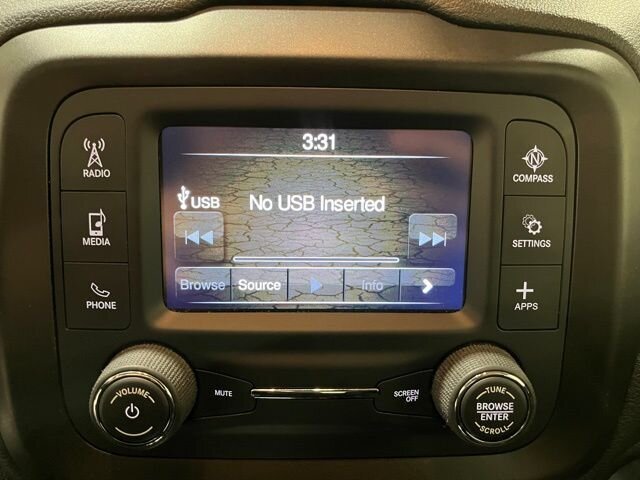 3:31
RADIO
MEDIA
PHONE
USB
No USB Inserted
Browse Source Info
N
COMPASS
SETTINGS
APPS
VOLUME
MUTE
SCREEN
OFF
TUNE
BROWSE
ENTER
SCROLL